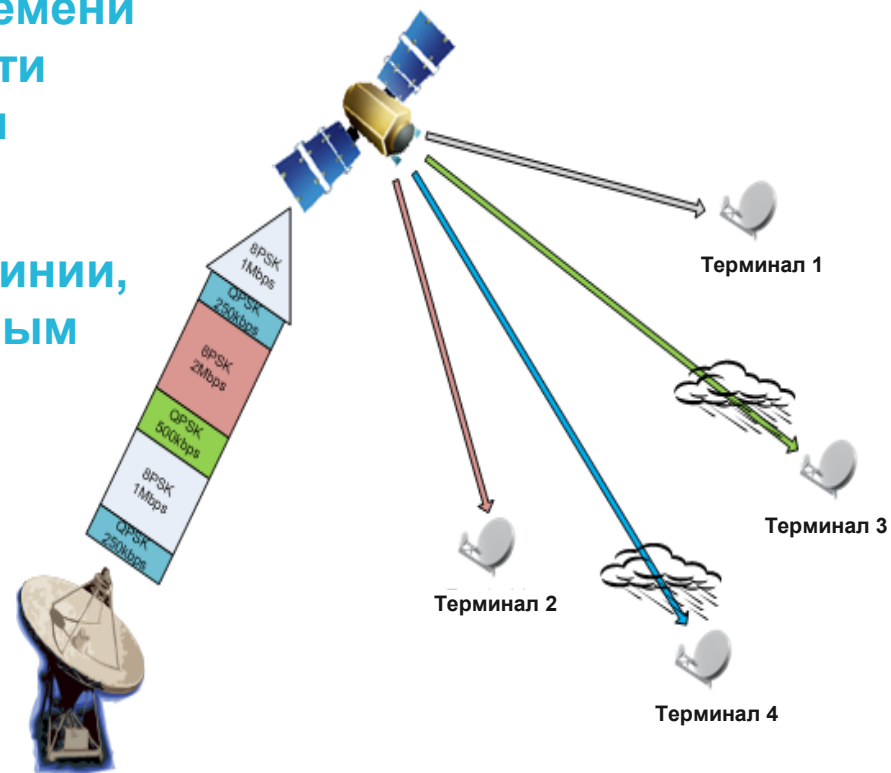 емени
ти
и
инии,
ым
8PSK
1Mbps
QPSK
250kbps
8PSK
2Mbps
QPSK
500kbps
8PSK
1Mbps
QPSK
250kbps
Терминал 1
Терминал 3
Терминал 2
Терминал 4